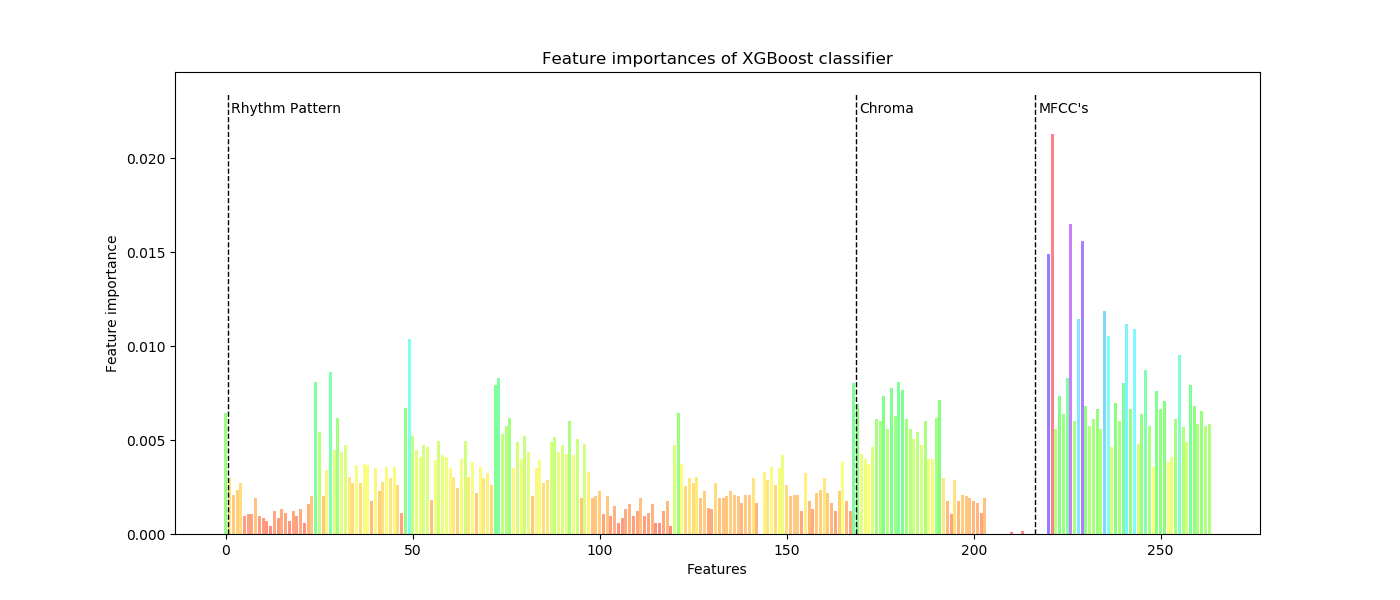 Feature importances of XGBoost classifier
Rhythm Pattern
Chroma
MFCC's
0.020
0.015
0.010
0.005
0.000
Feature importance
0
50
100
150
200
250
Features